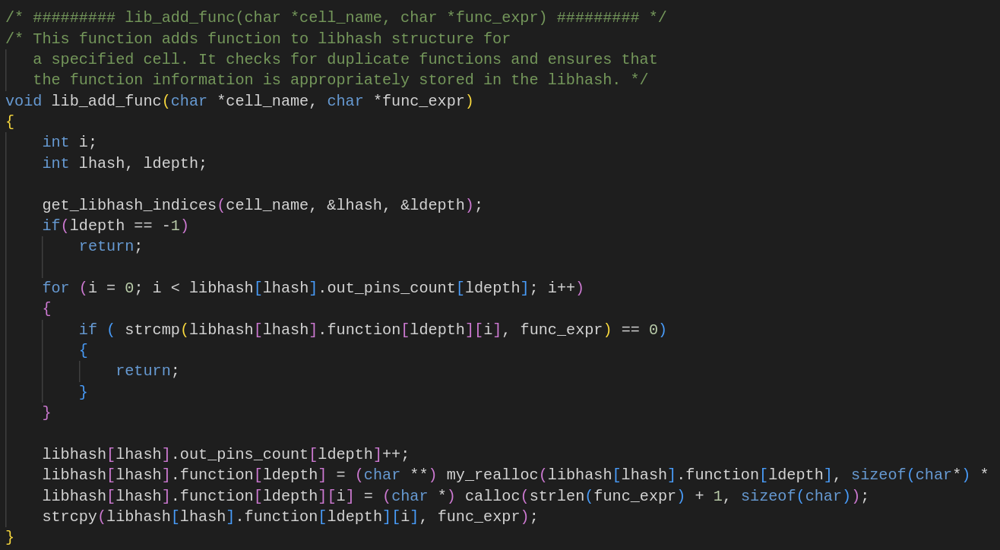 /* ######### lib_add_func(char *cell_name, char *func_expr) ######### */
/* This function adds function to libhash structure for
   a specified cell. It checks for duplicate functions and ensures that
   the function information is appropriately stored in the libhash. */
void lib_add_func(char *cell_name, char *func_expr)
{
    int i;
    int lhash, ldepth;

    get_libhash_indices(cell_name, &lhash, &ldepth);
    if(ldepth == -1)
        return;

    for (i = 0; i < libhash[lhash].out_pins_count[ldepth]; i++)
    {
        if ( strcmp(libhash[lhash].function[ldepth][i], func_expr) == 0)
        {
            return;
        }
    }

    libhash[lhash].out_pins_count[ldepth]++;
    libhash[lhash].function[ldepth] = (char **) my_realloc(libhash[lhash].function[ldepth], sizeof(char*) *
    libhash[lhash].function[ldepth][i] = (char *) calloc(strlen(func_expr) + 1, sizeof(char));
    strcpy(libhash[lhash].function[ldepth][i], func_expr);
}